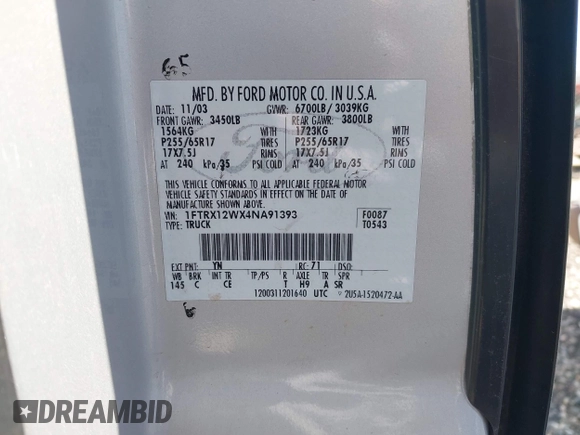 65
MFD. BY FORD MOTOR CO. IN U.S.A.
DATE: 11/03 GVWR: 6700LB/ 3039KG
FRONT GAWR: 3450LB REAR GAWR: 3800LB
1564KG WITH 1723KG WITH
P255/65R17 TIRES P255/65R17 TIRES
17X7.5J RIMS 17X7.5J RIMS
AT 240 kPa/35 PSI COLD AT 240 kPa/35 PSI COLD
THIS VEHICLE CONFORMS TO ALL APPLICABLE FEDERAL MOTOR
VEHICLE SAFETY STANDARDS IN EFFECT ON THE DATE OF
MANUFACTURE SHOWN ABOVE.
VIN: 1FTRX12WX4NA91393 F0087
TYPE: TRUCK T0543
EXT PNT: YN RC: 71 DSO:
WB BRK INT TR TP/PS R AXLE TR SPR
145 C CE T H9 A SR
1200311201640 UTC 2U5A-1520472-AA
Ford
DREAMBID